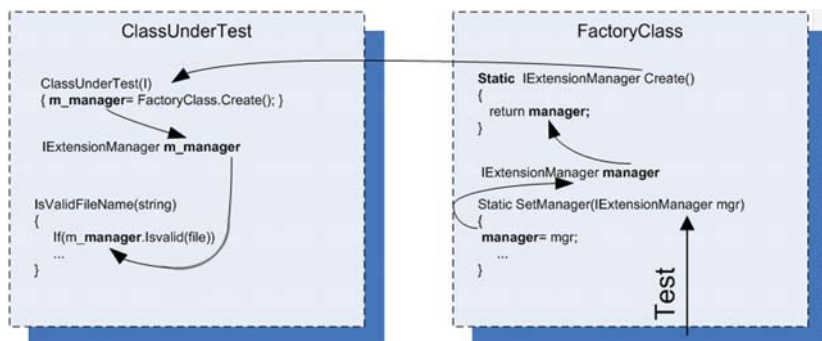 ClassUnderTest
ClassUnderTest(I)
{ m_manager= FactoryClass.Create(); }
IExtensionManager m_manager
IsValidFileName(string)
{
If(m_manager.Isvalid(file))
...
}
FactoryClass
Static IExtensionManager Create()
{
return manager;
}
IExtensionManager manager
Static SetManager(IExtensionManager mgr)
{
manager= mgr;
...
}
Test